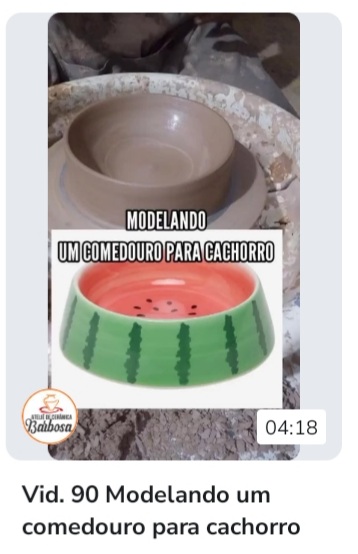 MODELANDO
UM COMEDOURO PARA CACHORRO
ATELIÊ DE CERÂMICA
Barbosa
04:18
Vid. 90 Modelando um
comedouro para cachorro